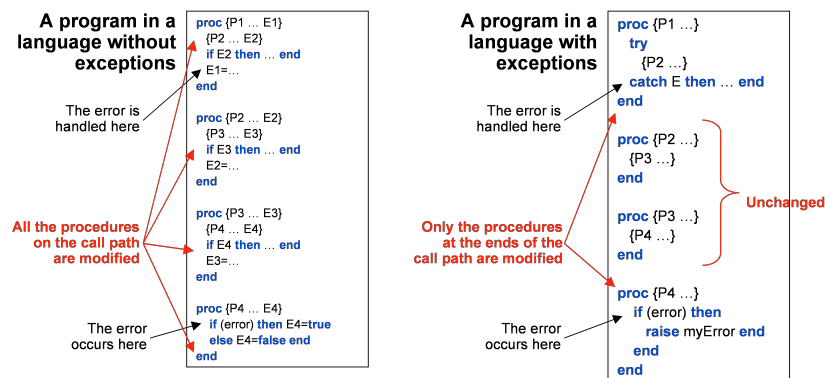 A program in a
language without
exceptions
proc {P1 … E1}
{P2 … E2}
if E2 then … end
E1=…
end
The error is
handled here
proc {P2 … E2}
{P3 … E3}
if E3 then … end
E2=…
end
All the procedures
on the call path
are modified
proc {P3 … E3}
{P4 … E4}
if E4 then … end
E3=…
end
The error
occurs here
proc {P4 … E4}
if (error) then E4=true
else E4=false end
end
A program in a
language with
exceptions
proc {P1 …}
try
{P2 …}
catch E then … end
end
The error is
handled here
proc {P2 …}
{P3 …}
end
Unchanged
Only the procedures
at the ends of the
call path are modified
proc {P3 …}
{P4 …}
end
The error
occurs here
proc {P4 …}
if (error) then
raise myError end
end
end